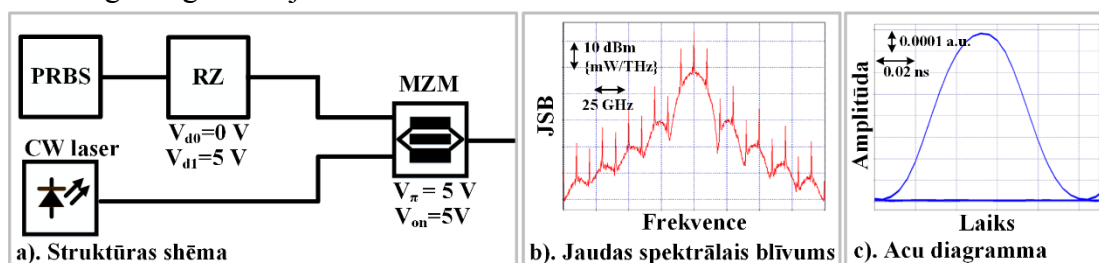 PRBS
RZ
V_d0=0 V
V_d1=5 V
CW laser
MZM
V_π = 5 V
V_on=5V
a). Struktūras shēma
10 dBm
{mW/THz}
25 GHz
JSB
Frekvence
b). Jaudas spektrālais blīvums
0.0001 a.u.
0.02 ns
Amplitūda
Laiks
c). Acu diagramma